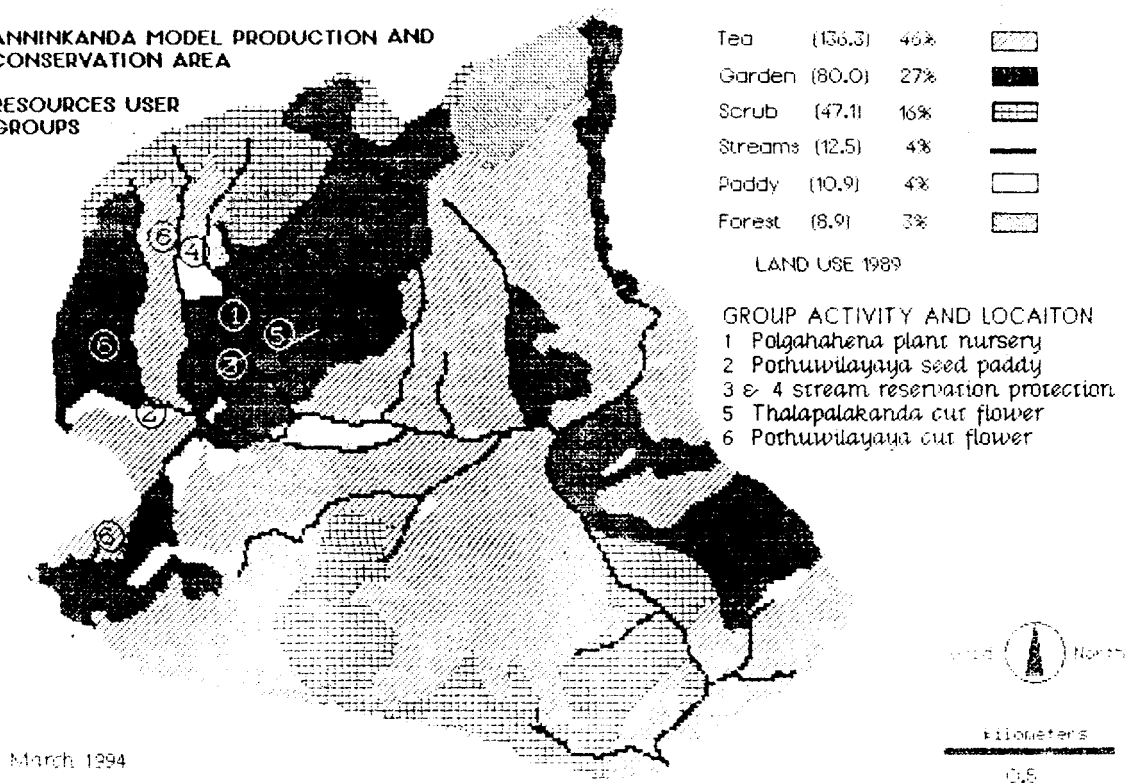 ANNINKANDA MODEL PRODUCTION AND
CONSERVATION AREA
RESOURCES USER
GROUPS
Tea (136.3) 46%
Garden (80.0) 27%
Scrub (47.1) 16%
Streams (12.5) 4%
Paddy (10.9) 4%
Forest (8.9) 3%
LAND USE 1989
GROUP ACTIVITY AND LOCAITON
1 Polgahahena plant nursery
2 Pothuwilayaya seed paddy
3 & 4 stream reservation protection
5 Thalapalakanda cut flower
6 Pothuwilayaya cut flower
6
4
1
5
6
3
2
6
North
kilometers
0.5
March 1994